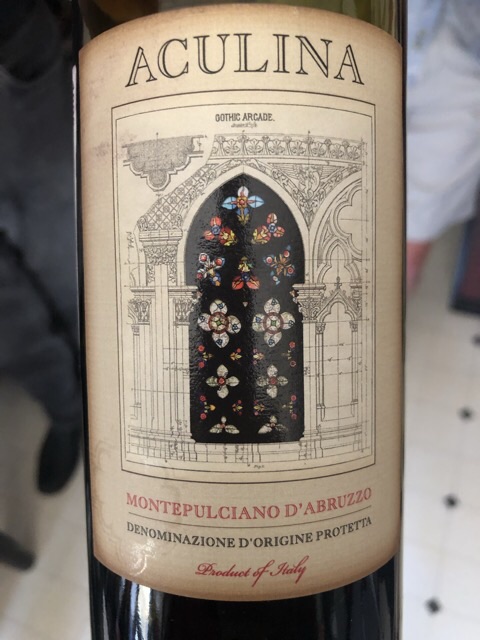 ACULINA
GOTHIC ARCADE.
MONTEPULCIANO D'ABRUZZO
DENOMINAZIONE D'ORIGINE PROTETTA
Product of Italy